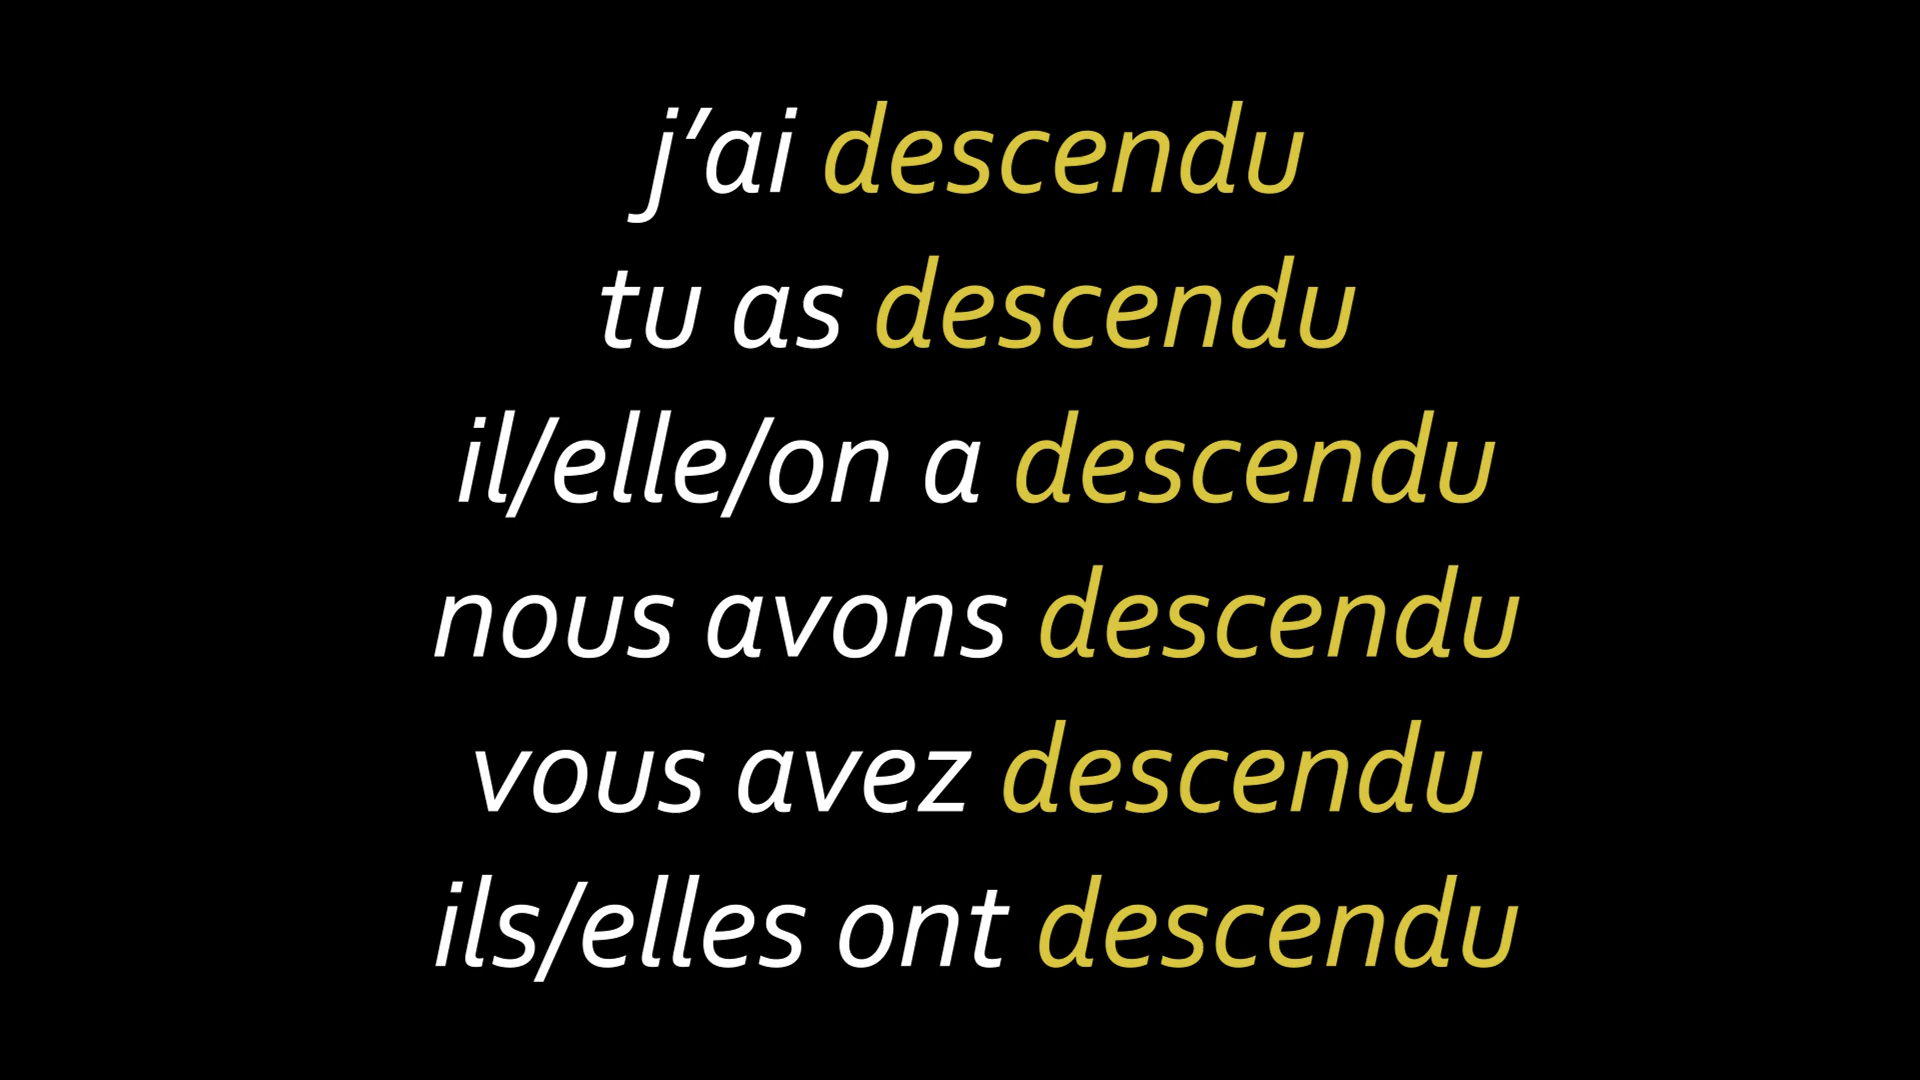 j’ai descendu
tu as descendu
il/elle/on a descendu
nous avons descendu
vous avez descendu
ils/elles ont descendu